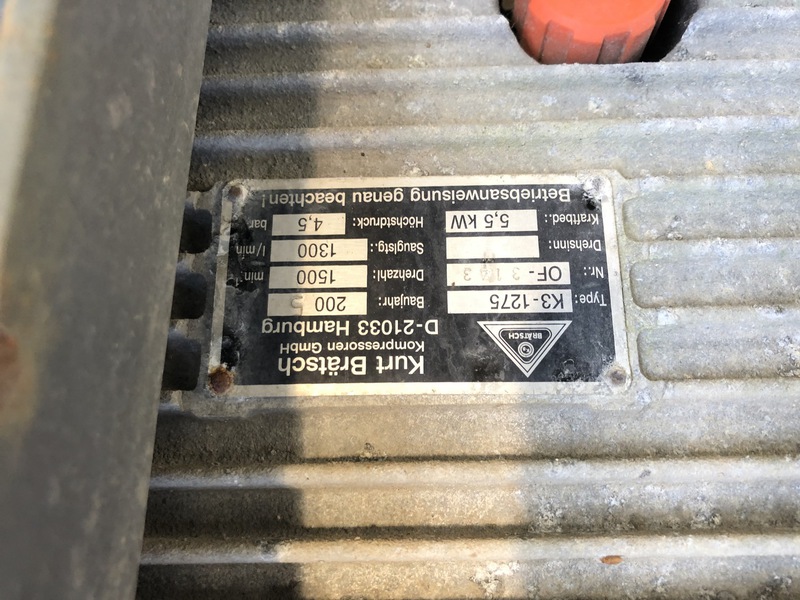 Kurt Brätsch
Kompressoren GmbH
D-21033 Hamburg
BRÄTSCH
Type: K3-1275 Baujahr: 200
Nr.: OF- Drehzahl: 1500 min
Drehsinn: Sauglstg.: 1300 l/min
Kraftbed.: 5,5 kW Höchstdruck: 4,5 bar
Betriebsanweisung genau beachten!